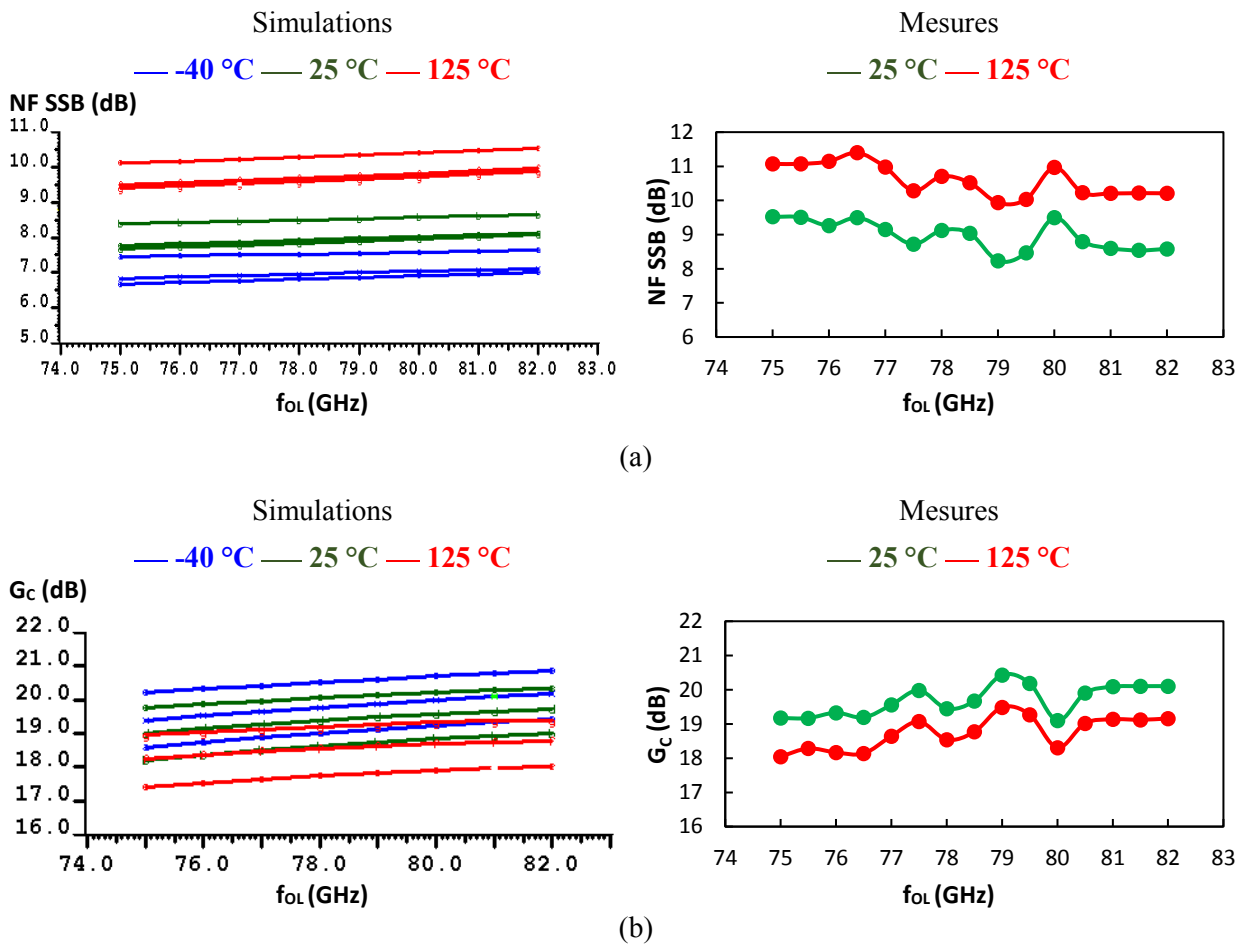 Simulations
Mesures
-40 °C 25 °C 125 °C
25 °C 125 °C
NF SSB (dB)
11.0
10.0
9.0
8.0
7.0
6.0
5.0
74.0 75.0 76.0 77.0 78.0 79.0 80.0 81.0 82.0 83.0
fOL (GHz)
NF SSB (dB)
12
11
10
9
8
7
6
74 75 76 77 78 79 80 81 82 83
fOL (GHz)
(a)
Simulations
Mesures
-40 °C 25 °C 125 °C
25 °C 125 °C
GC (dB)
22.0
21.0
20.0
19.0
18.0
17.0
16.0
74.0 76.0 78.0 80.0 82.0
fOL (GHz)
GC (dB)
22
21
20
19
18
17
16
74 75 76 77 78 79 80 81 82 83
fOL (GHz)
(b)